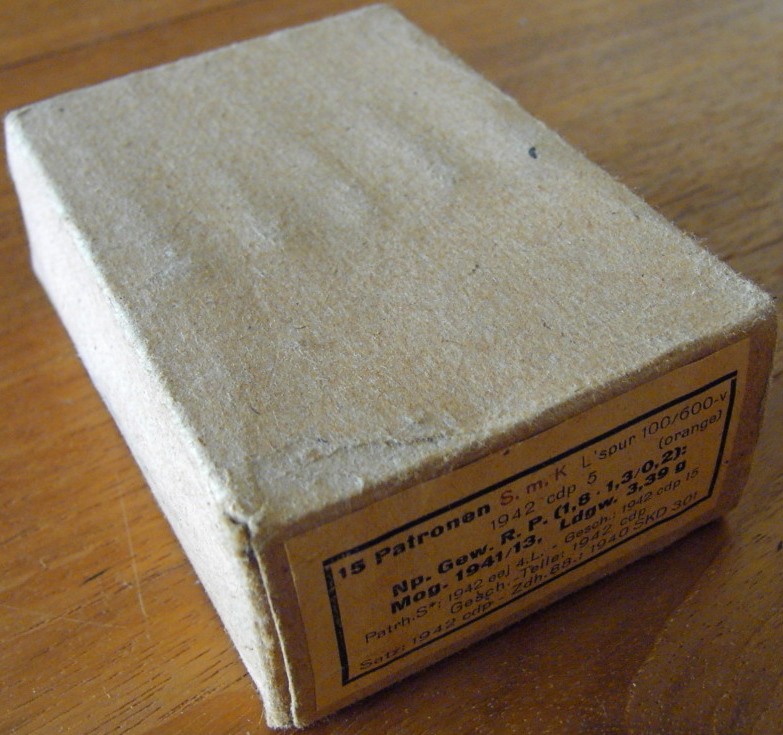 15 Patronen S. m. K L'spur 100/600-v
1942 cdp 5 (orange)
Np. Gew. R. P. (1,8 · 1,3/0,2):
Mog. 1941/13, Ldgw. 3,39 g
Patrh.S*: 1942 eej 4.L. - Gesch.: 1942 cdp 15
Gesch.-Teile: 1942 cdp
Satz: 1942 cdp - Zdh. 88.: 1940 SKD 301